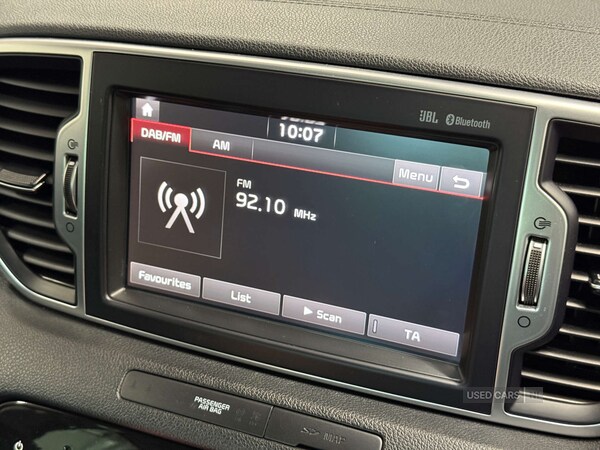 JBL Bluetooth
10:07
DAB/FM AM Menu
FM
92.10 MHz
Favourites List ▶ Scan TA
PASSENGER
AIR BAG
USED CARS NI